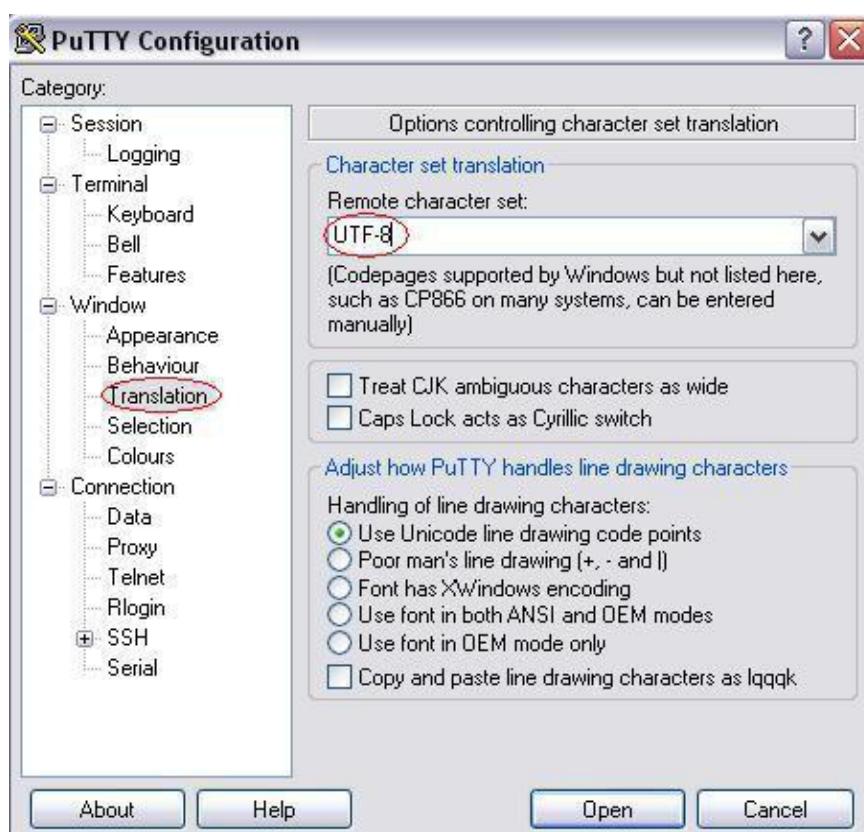 PuTTY Configuration
Category:
Session
Logging
Terminal
Keyboard
Bell
Features
Window
Appearance
Behaviour
Translation
Selection
Colours
Connection
Data
Proxy
Telnet
Rlogin
SSH
Serial
Options controlling character set translation
Character set translation
Remote character set:
UTF-8
(Codepages supported by Windows but not listed here,
such as CP866 on many systems, can be entered
manually)
Treat CJK ambiguous characters as wide
Caps Lock acts as Cyrillic switch
Adjust how PuTTY handles line drawing characters
Handling of line drawing characters:
Use Unicode line drawing code points
Poor man's line drawing (+, - and |)
Font has XWindows encoding
Use font in both ANSI and OEM modes
Use font in OEM mode only
Copy and paste line drawing characters as lqqqk
About
Help
Open
Cancel